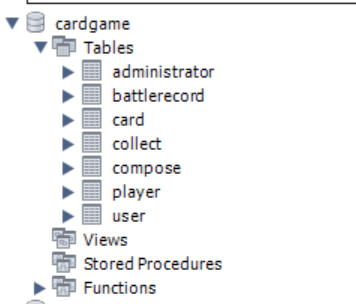 cardgame
Tables
administrator
battlerecord
card
collect
compose
player
user
Views
Stored Procedures
Functions